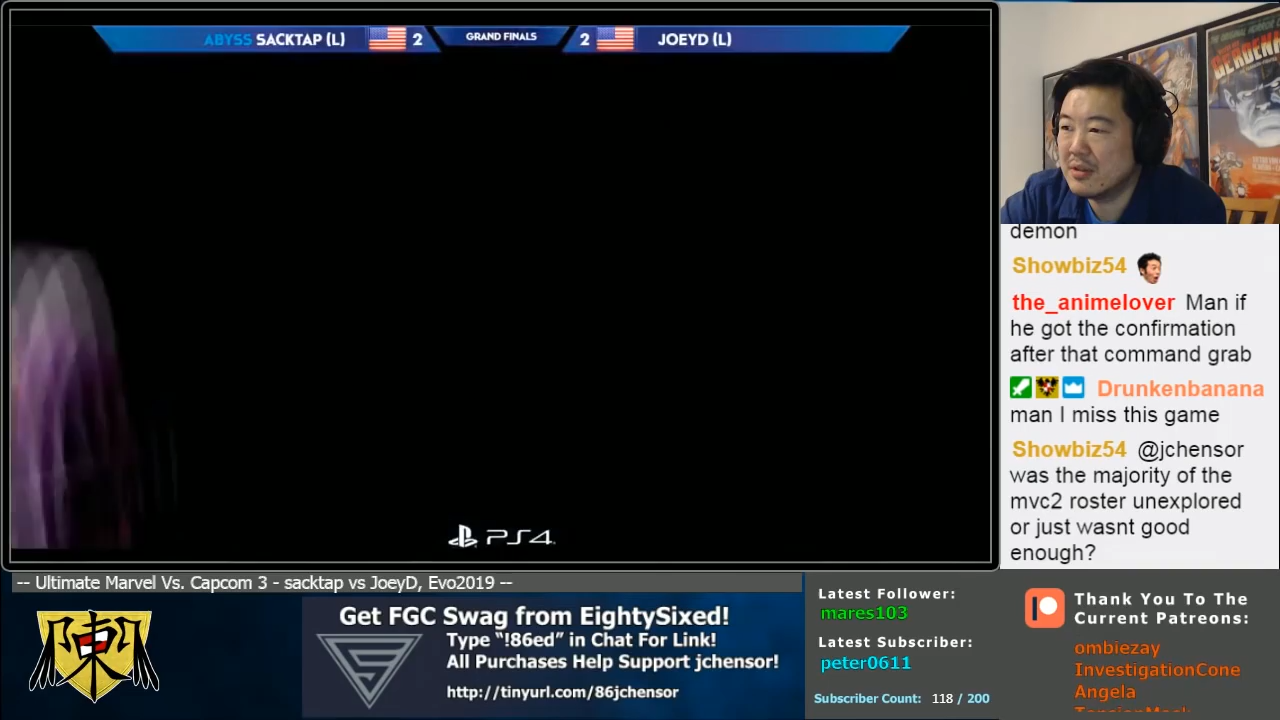 ABYSS SACKTAP (L) 2 GRAND FINALS 2 JOEYD (L)
PS4
demon
Showbiz54
the_animelover Man if
he got the confirmation
after that command grab
Drunkenbanana
man I miss this game
Showbiz54 @jchensor
was the majority of the
mvc2 roster unexplored
or just wasnt good
enough?
-- Ultimate Marvel Vs. Capcom 3 - sacktap vs JoeyD, Evo2019 --
Get FGC Swag from EightySixed!
Type "!86ed" in Chat For Link!
All Purchases Help Support jchensor!
http://tinyurl.com/86jchensor
Latest Follower:
mares103
Latest Subscriber:
peter0611
Subscriber Count: 118 / 200
Thank You To The
Current Patreons:
ombiezay
InvestigationCone
Angela